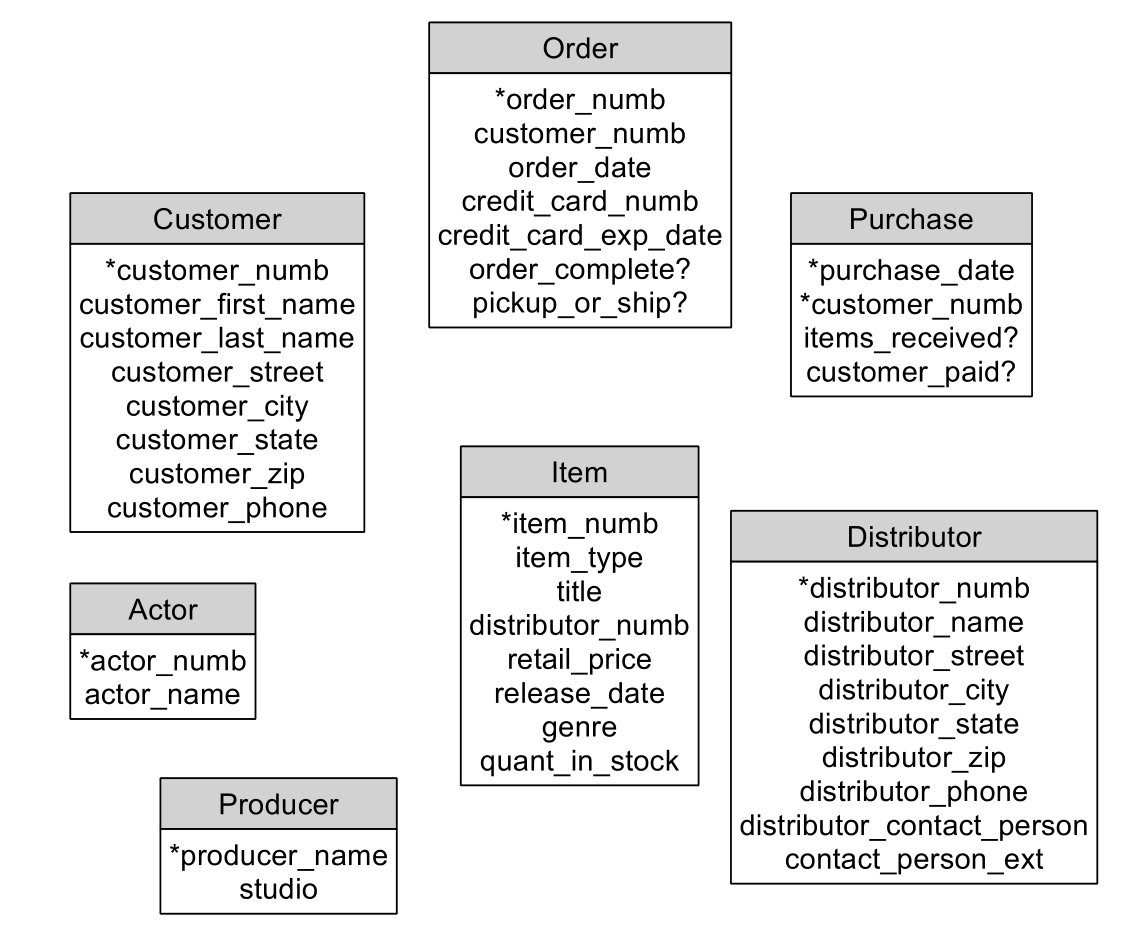 Order
*order_numb
customer_numb
order_date
credit_card_numb
credit_card_exp_date
order_complete?
pickup_or_ship?
Customer
*customer_numb
customer_first_name
customer_last_name
customer_street
customer_city
customer_state
customer_zip
customer_phone
Purchase
*purchase_date
*customer_numb
items_received?
customer_paid?
Item
*item_numb
item_type
title
distributor_numb
retail_price
release_date
genre
quant_in_stock
Distributor
*distributor_numb
distributor_name
distributor_street
distributor_city
distributor_state
distributor_zip
distributor_phone
distributor_contact_person
contact_person_ext
Actor
*actor_numb
actor_name
Producer
*producer_name
studio